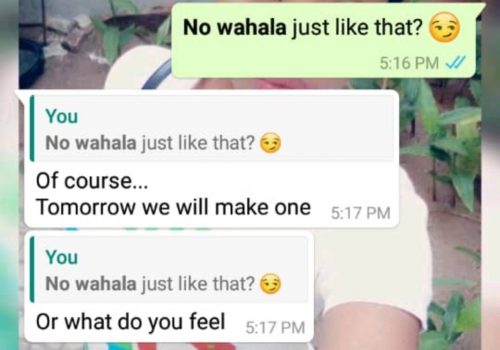 No wahala just like that? 😏
5:16 PM
You
No wahala just like that? 😏
Of course...
Tomorrow we will make one 5:17 PM
You
No wahala just like that? 😏
Or what do you feel 5:17 PM